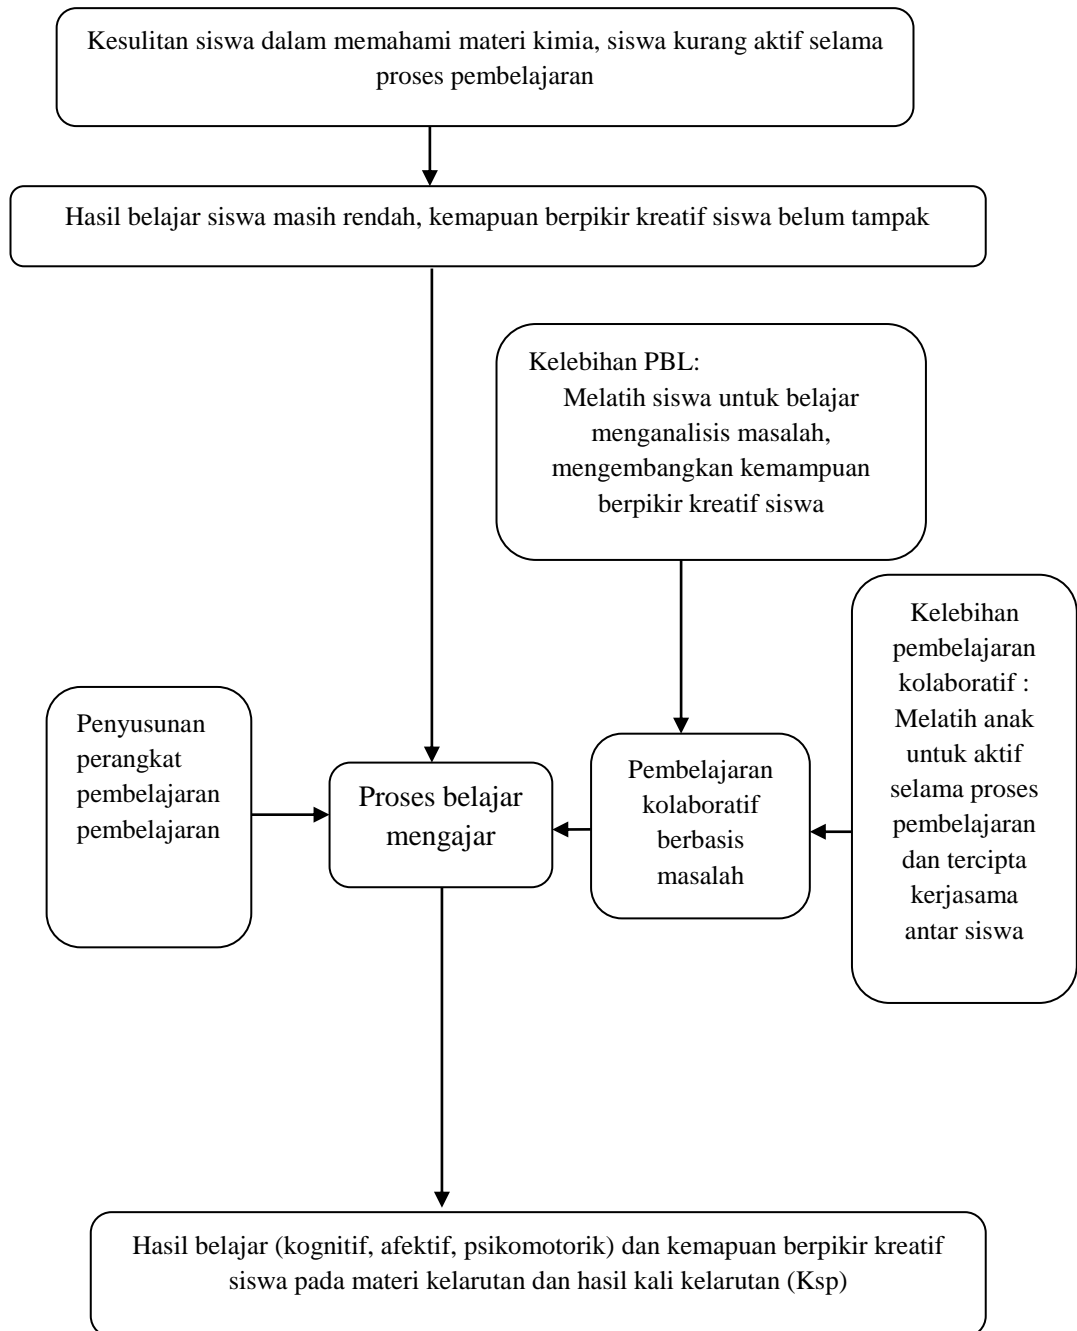 Kesulitan siswa dalam memahami materi kimia, siswa kurang aktif selama
proses pembelajaran
Hasil belajar siswa masih rendah, kemapuan berpikir kreatif siswa belum tampak
Kelebihan PBL:
Melatih siswa untuk belajar
menganalisis masalah,
mengembangkan kemampuan
berpikir kreatif siswa
Kelebihan
pembelajaran
kolaboratif :
Melatih anak
untuk aktif
selama proses
pembelajaran
dan tercipta
kerjasama
antar siswa
Penyusunan
perangkat
pembelajaran
pembelajaran
Proses belajar
mengajar
Pembelajaran
kolaboratif
berbasis
masalah
Hasil belajar (kognitif, afektif, psikomotorik) dan kemapuan berpikir kreatif
siswa pada materi kelarutan dan hasil kali kelarutan (Ksp)